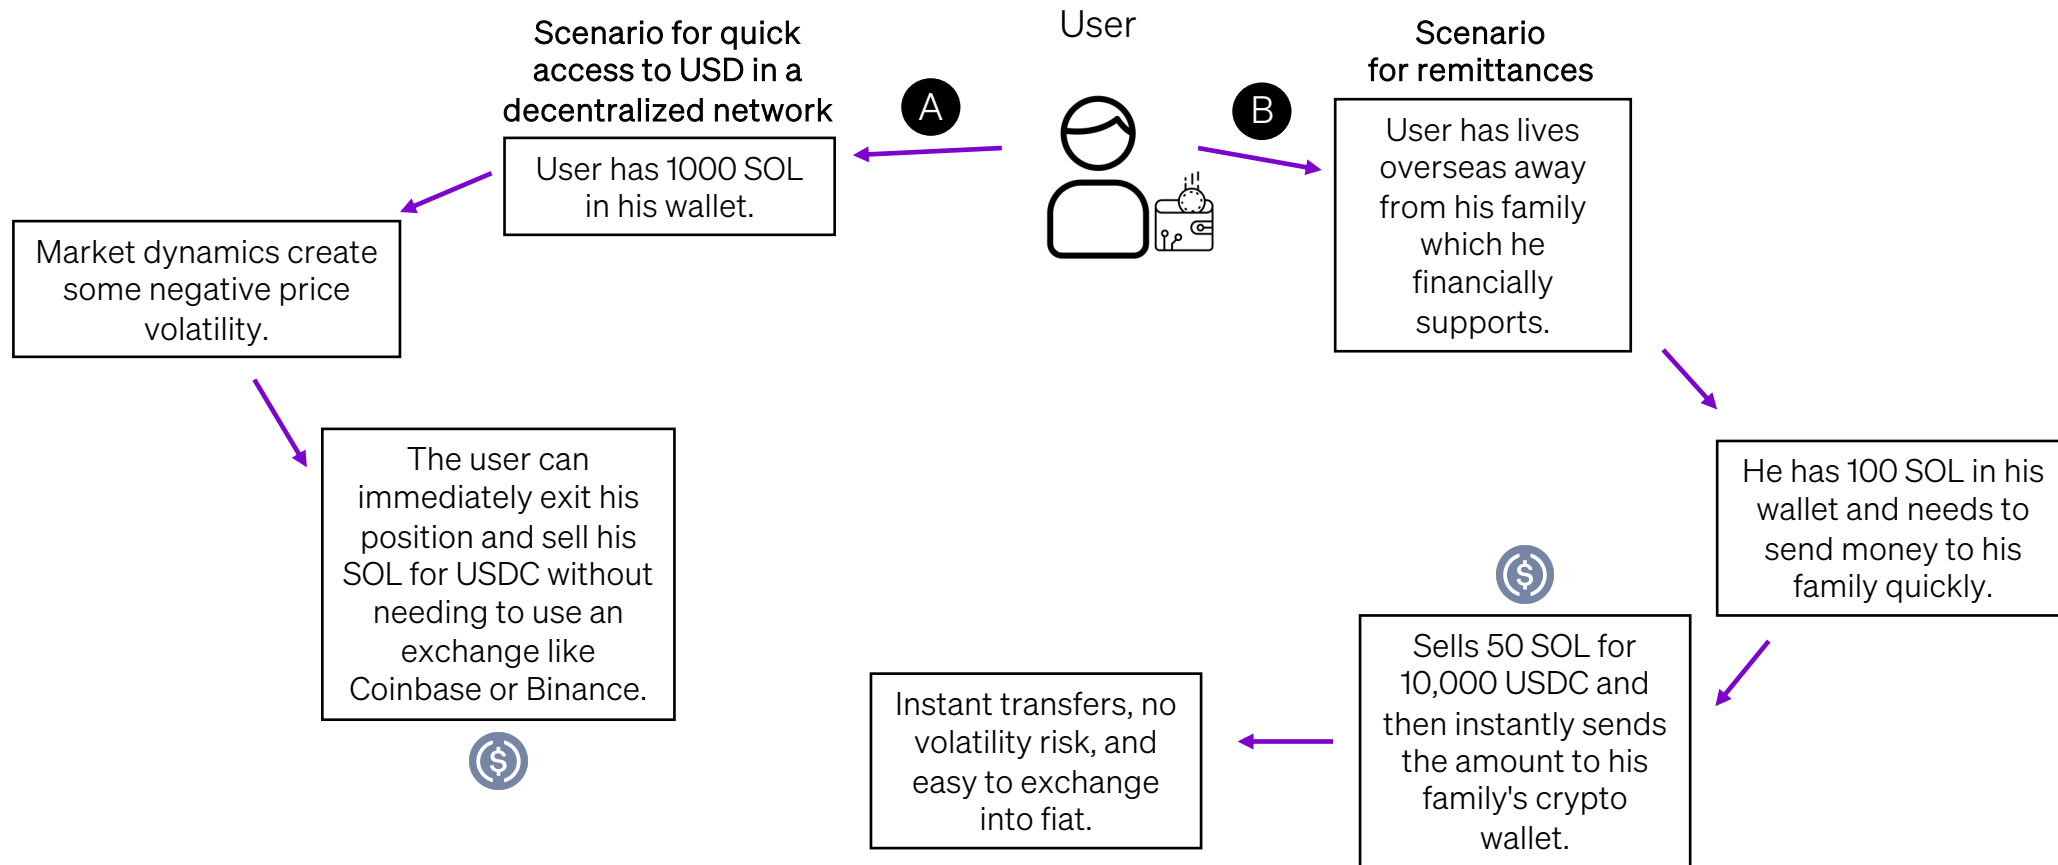 User
Scenario for quick
access to USD in a
decentralized network
A
User has 1000 SOL
in his wallet.
Market dynamics create
some negative price
volatility.
The user can
immediately exit his
position and sell his
SOL for USDC without
needing to use an
exchange like
Coinbase or Binance.
$
B
Scenario
for remittances
User has lives
overseas away
from his family
which he
financially
supports.
He has 100 SOL in his
wallet and needs to
send money to his
family quickly.
$
Sells 50 SOL for
10,000 USDC and
then instantly sends
the amount to his
family's crypto
wallet.
Instant transfers, no
volatility risk, and
easy to exchange
into fiat.